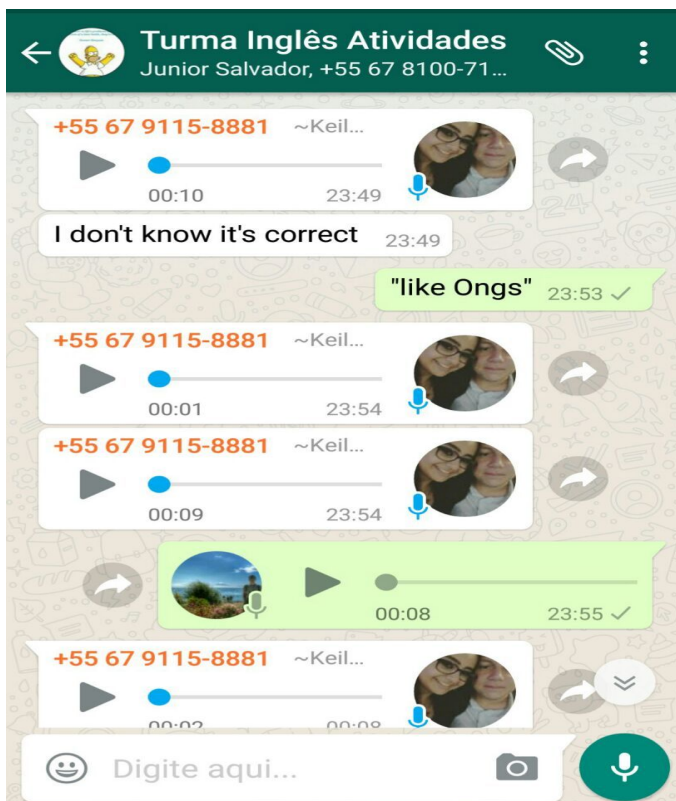 Turma Inglês Atividades
Junior Salvador, +55 67 8100-71...
+55 67 9115-8881 ~Keil...
00:10 23:49
I don't know it's correct 23:49
"like Ongs" 23:53
+55 67 9115-8881 ~Keil...
00:01 23:54
+55 67 9115-8881 ~Keil...
00:09 23:54
00:08 23:55
+55 67 9115-8881 ~Keil...
Digite aqui...